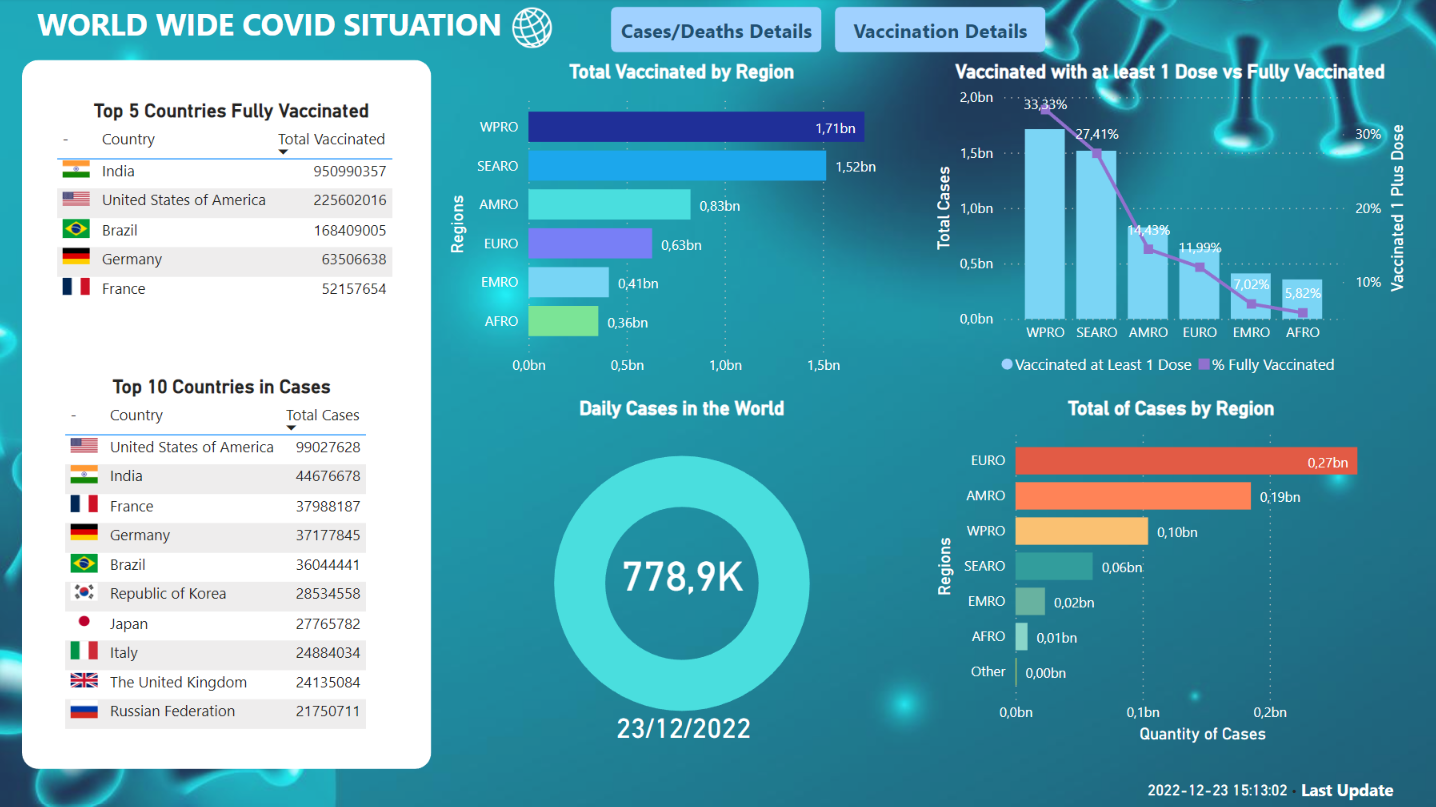 WORLD WIDE COVID SITUATION
Cases/Deaths Details
Vaccination Details
Top 5 Countries Fully Vaccinated
- Country Total Vaccinated
India 950990357
United States of America 225602016
Brazil 168409005
Germany 63506638
France 52157654
Top 10 Countries in Cases
- Country Total Cases
United States of America 99027628
India 44676678
France 37988187
Germany 37177845
Brazil 36044441
Republic of Korea 28534558
Japan 27765782
Italy 24884034
The United Kingdom 24135084
Russian Federation 21750711
Total Vaccinated by Region
Regions
WPRO 1,71bn
SEARO 1,52bn
AMRO 0,83bn
EURO 0,63bn
EMRO 0,41bn
AFRO 0,36bn
0,0bn 0,5bn 1,0bn 1,5bn
Vaccinated with at least 1 Dose vs Fully Vaccinated
Total Cases
2,0bn
1,5bn
1,0bn
0,5bn
0,0bn
33,33%
27,41%
14,43%
11,99%
7,02%
5,82%
30%
20%
10%
Vaccinated 1 Plus Dose
WPRO SEARO AMRO EURO EMRO AFRO
Vaccinated at Least 1 Dose % Fully Vaccinated
Daily Cases in the World
778,9K
23/12/2022
Total of Cases by Region
Regions
EURO 0,27bn
AMRO 0,19bn
WPRO 0,10bn
SEARO 0,06bn
EMRO 0,02bn
AFRO 0,01bn
Other 0,00bn
0,0bn 0,1bn 0,2bn
Quantity of Cases
2022-12-23 15:13:02 · Last Update